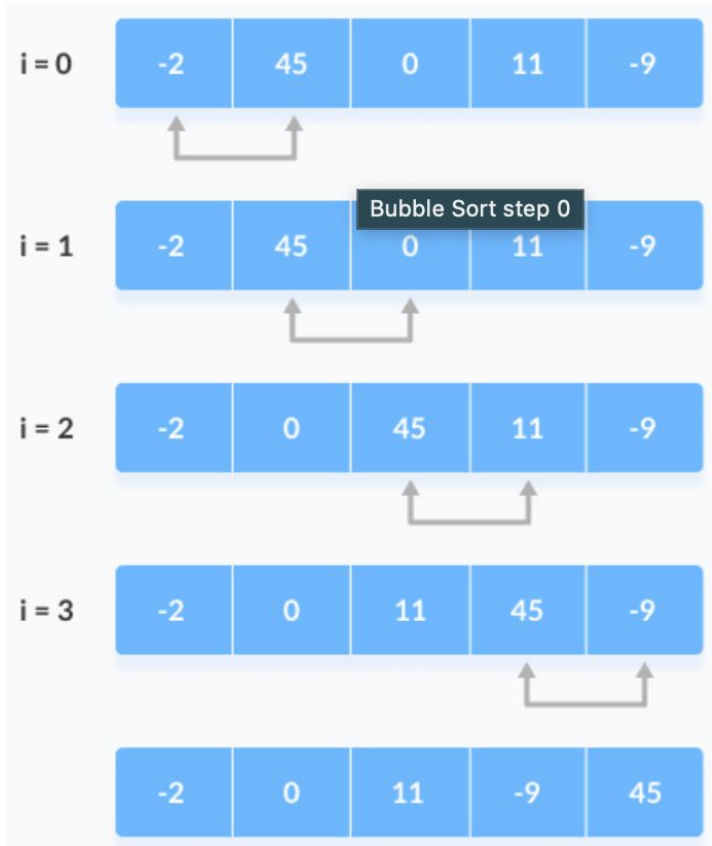 i = 0 -2 45 0 11 -9
Bubble Sort step 0
i = 1 -2 45 0 11 -9
i = 2 -2 0 45 11 -9
i = 3 -2 0 11 45 -9
-2 0 11 -9 45